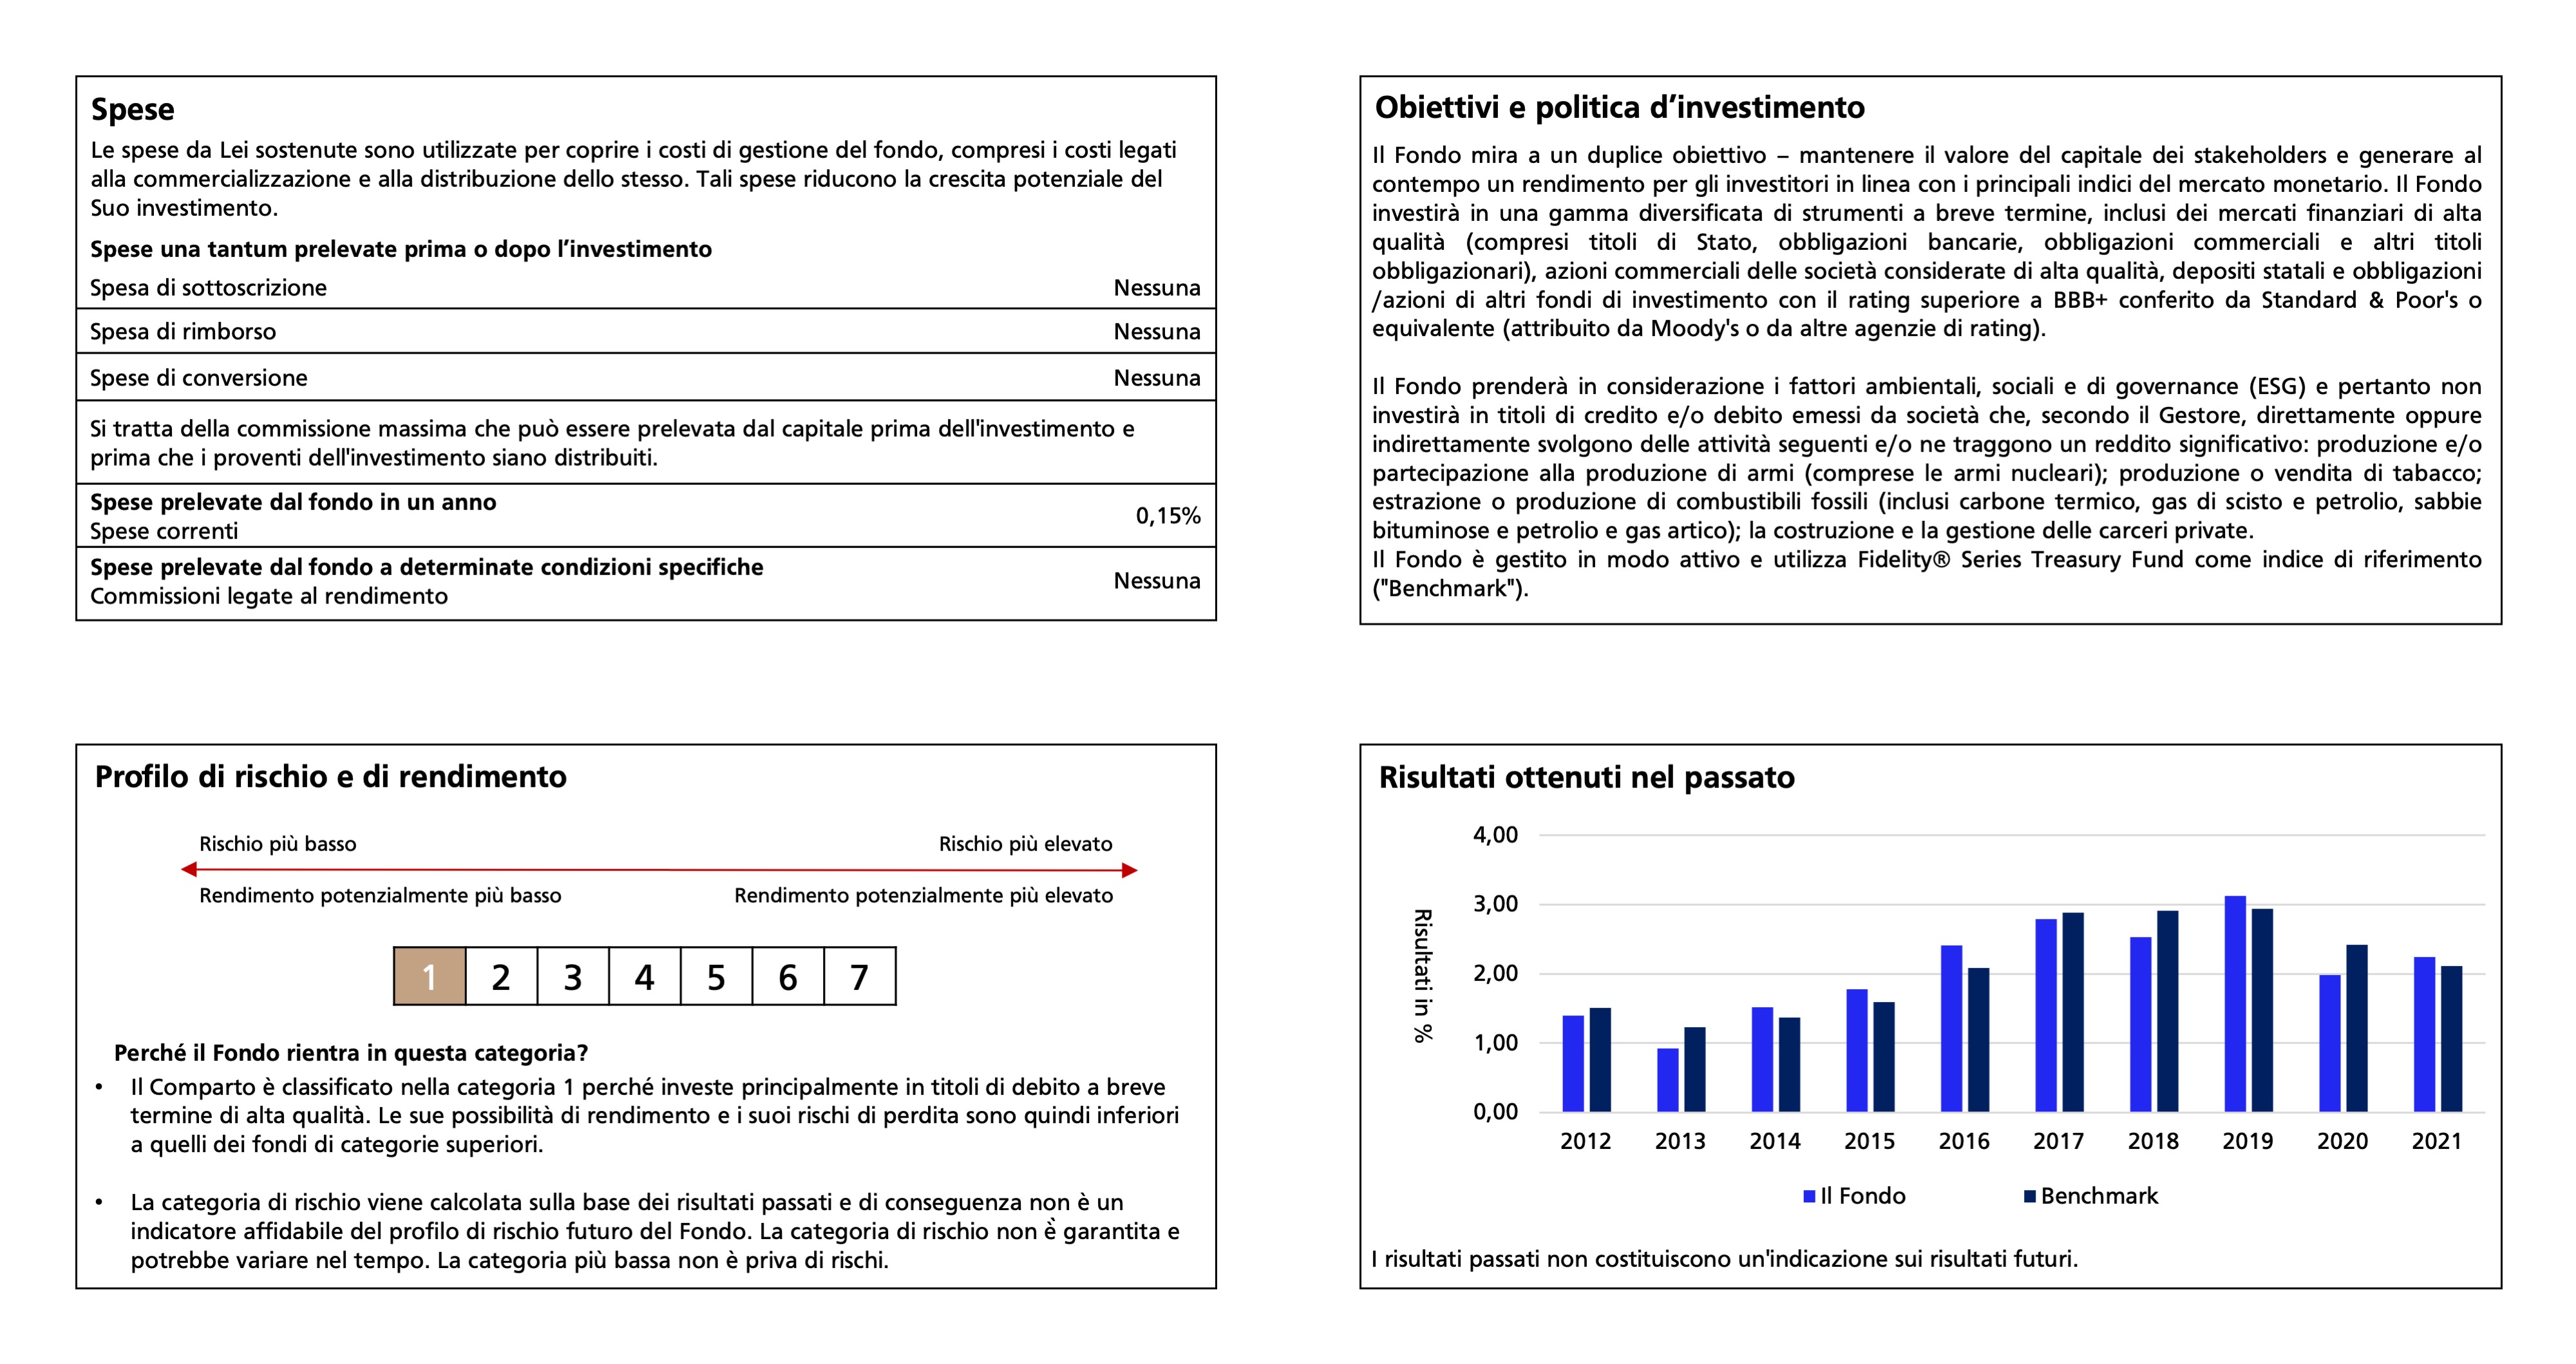 Spese
Le spese da Lei sostenute sono utilizzate per coprire i costi di gestione del fondo, compresi i costi legati
alla commercializzazione e alla distribuzione dello stesso. Tali spese riducono la crescita potenziale del
Suo investimento.
Spese una tantum prelevate prima o dopo l’investimento
Spesa di sottoscrizione Nessuna
Spesa di rimborso Nessuna
Spese di conversione Nessuna
Si tratta della commissione massima che può essere prelevata dal capitale prima dell'investimento e
prima che i proventi dell'investimento siano distribuiti.
Spese prelevate dal fondo in un anno
Spese correnti 0,15%
Spese prelevate dal fondo a determinate condizioni specifiche
Commissioni legate al rendimento Nessuna
Obiettivi e politica d’investimento
Il Fondo mira a un duplice obiettivo – mantenere il valore del capitale dei stakeholders e generare al
contempo un rendimento per gli investitori in linea con i principali indici del mercato monetario. Il Fondo
investirà in una gamma diversificata di strumenti a breve termine, inclusi dei mercati finanziari di alta
qualità (compresi titoli di Stato, obbligazioni bancarie, obbligazioni commerciali e altri titoli
obbligazionari), azioni commerciali delle società considerate di alta qualità, depositi statali e obbligazioni
/azioni di altri fondi di investimento con il rating superiore a BBB+ conferito da Standard & Poor's o
equivalente (attribuito da Moody's o da altre agenzie di rating).
Il Fondo prenderà in considerazione i fattori ambientali, sociali e di governance (ESG) e pertanto non
investirà in titoli di credito e/o debito emessi da società che, secondo il Gestore, direttamente oppure
indirettamente svolgono delle attività seguenti e/o ne traggono un reddito significativo: produzione e/o
partecipazione alla produzione di armi (comprese le armi nucleari); produzione o vendita di tabacco;
estrazione o produzione di combustibili fossili (inclusi carbone termico, gas di scisto e petrolio, sabbie
bituminose e petrolio e gas artico); la costruzione e la gestione delle carceri private.
Il Fondo è gestito in modo attivo e utilizza Fidelity® Series Treasury Fund come indice di riferimento
("Benchmark").
Profilo di rischio e di rendimento
Rischio più basso Rischio più elevato
Rendimento potenzialmente più basso Rendimento potenzialmente più elevato
1 2 3 4 5 6 7
Perché il Fondo rientra in questa categoria?
• Il Comparto è classificato nella categoria 1 perché investe principalmente in titoli di debito a breve
termine di alta qualità. Le sue possibilità di rendimento e i suoi rischi di perdita sono quindi inferiori
a quelli dei fondi di categorie superiori.
• La categoria di rischio viene calcolata sulla base dei risultati passati e di conseguenza non è un
indicatore affidabile del profilo di rischio futuro del Fondo. La categoria di rischio non è garantita e
potrebbe variare nel tempo. La categoria più bassa non è priva di rischi.
Risultati ottenuti nel passato
Risultati in %
4,00
3,00
2,00
1,00
0,00
2012 2013 2014 2015 2016 2017 2018 2019 2020 2021
Il Fondo Benchmark
I risultati passati non costituiscono un'indicazione sui risultati futuri.